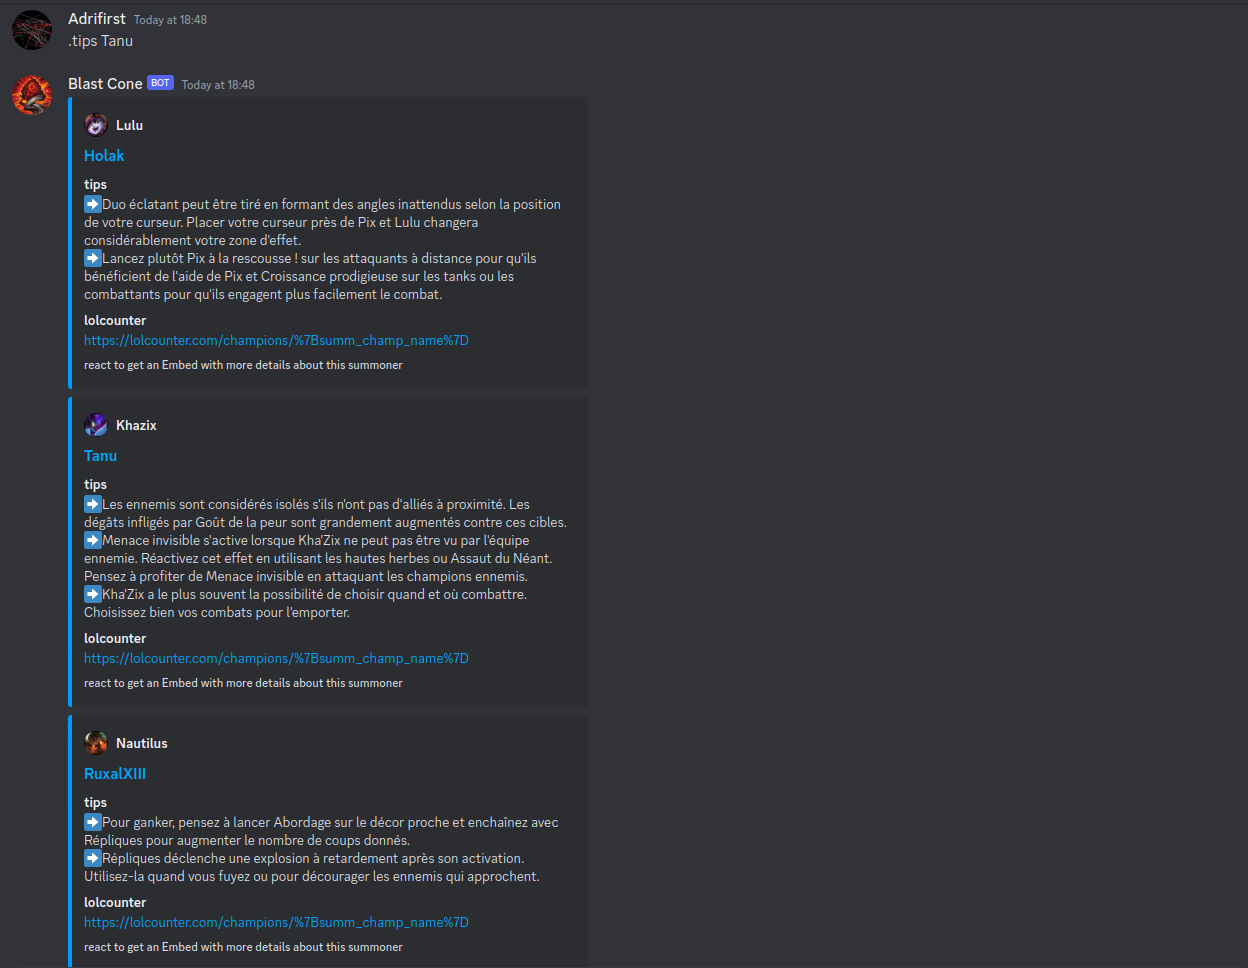 Adrifirst Today at 18:48
.tips Tanu
Blast Cone BOT Today at 18:48
Lulu
Holak
tips
➡Duo éclatant peut être tiré en formant des angles inattendus selon la position
de votre curseur. Placer votre curseur près de Pix et Lulu changera
considérablement votre zone d'effet.
➡Lancez plutôt Pix à la rescousse ! sur les attaquants à distance pour qu'ils
bénéficient de l'aide de Pix et Croissance prodigieuse sur les tanks ou les
combattants pour qu'ils engagent plus facilement le combat.
lolcounter
https://lolcounter.com/champions/%7Bsumm_champ_name%7D
react to get an Embed with more details about this summoner
Khazix
Tanu
tips
➡Les ennemis sont considérés isolés s'ils n'ont pas d'alliés à proximité. Les
dégâts infligés par Goût de la peur sont grandement augmentés contre ces cibles.
➡Menace invisible s'active lorsque Kha'Zix ne peut pas être vu par l'équipe
ennemie. Réactivez cet effet en utilisant les hautes herbes ou Assaut du Néant.
Pensez à profiter de Menace invisible en attaquant les champions ennemis.
➡Kha'Zix a le plus souvent la possibilité de choisir quand et où combattre.
Choisissez bien vos combats pour l'emporter.
lolcounter
https://lolcounter.com/champions/%7Bsumm_champ_name%7D
react to get an Embed with more details about this summoner
Nautilus
RuxalXIII
tips
➡Pour ganker, pensez à lancer Abordage sur le décor proche et enchaînez avec
Répliques pour augmenter le nombre de coups donnés.
➡Répliques déclenche une explosion à retardement après son activation.
Utilisez-la quand vous fuyez ou pour décourager les ennemis qui approchent.
lolcounter
https://lolcounter.com/champions/%7Bsumm_champ_name%7D
react to get an Embed with more details about this summoner